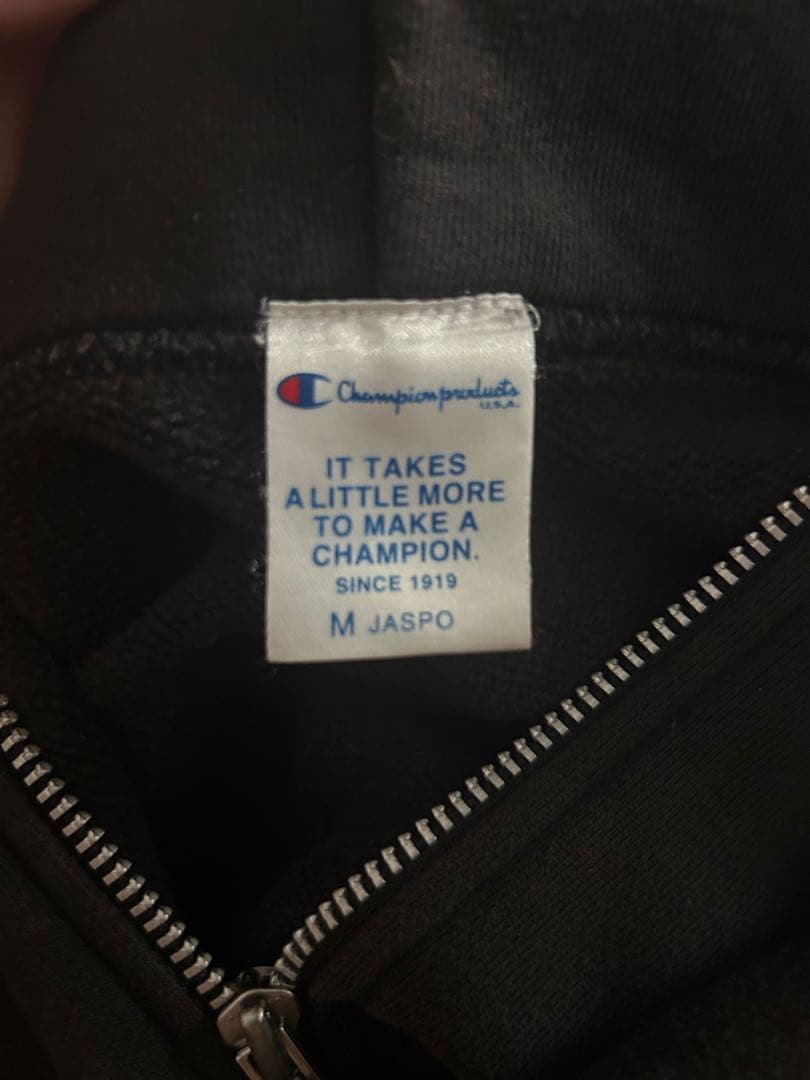 Champion products
U.S.A.
IT TAKES
A LITTLE MORE
TO MAKE A
CHAMPION.
SINCE 1919
M JASPO